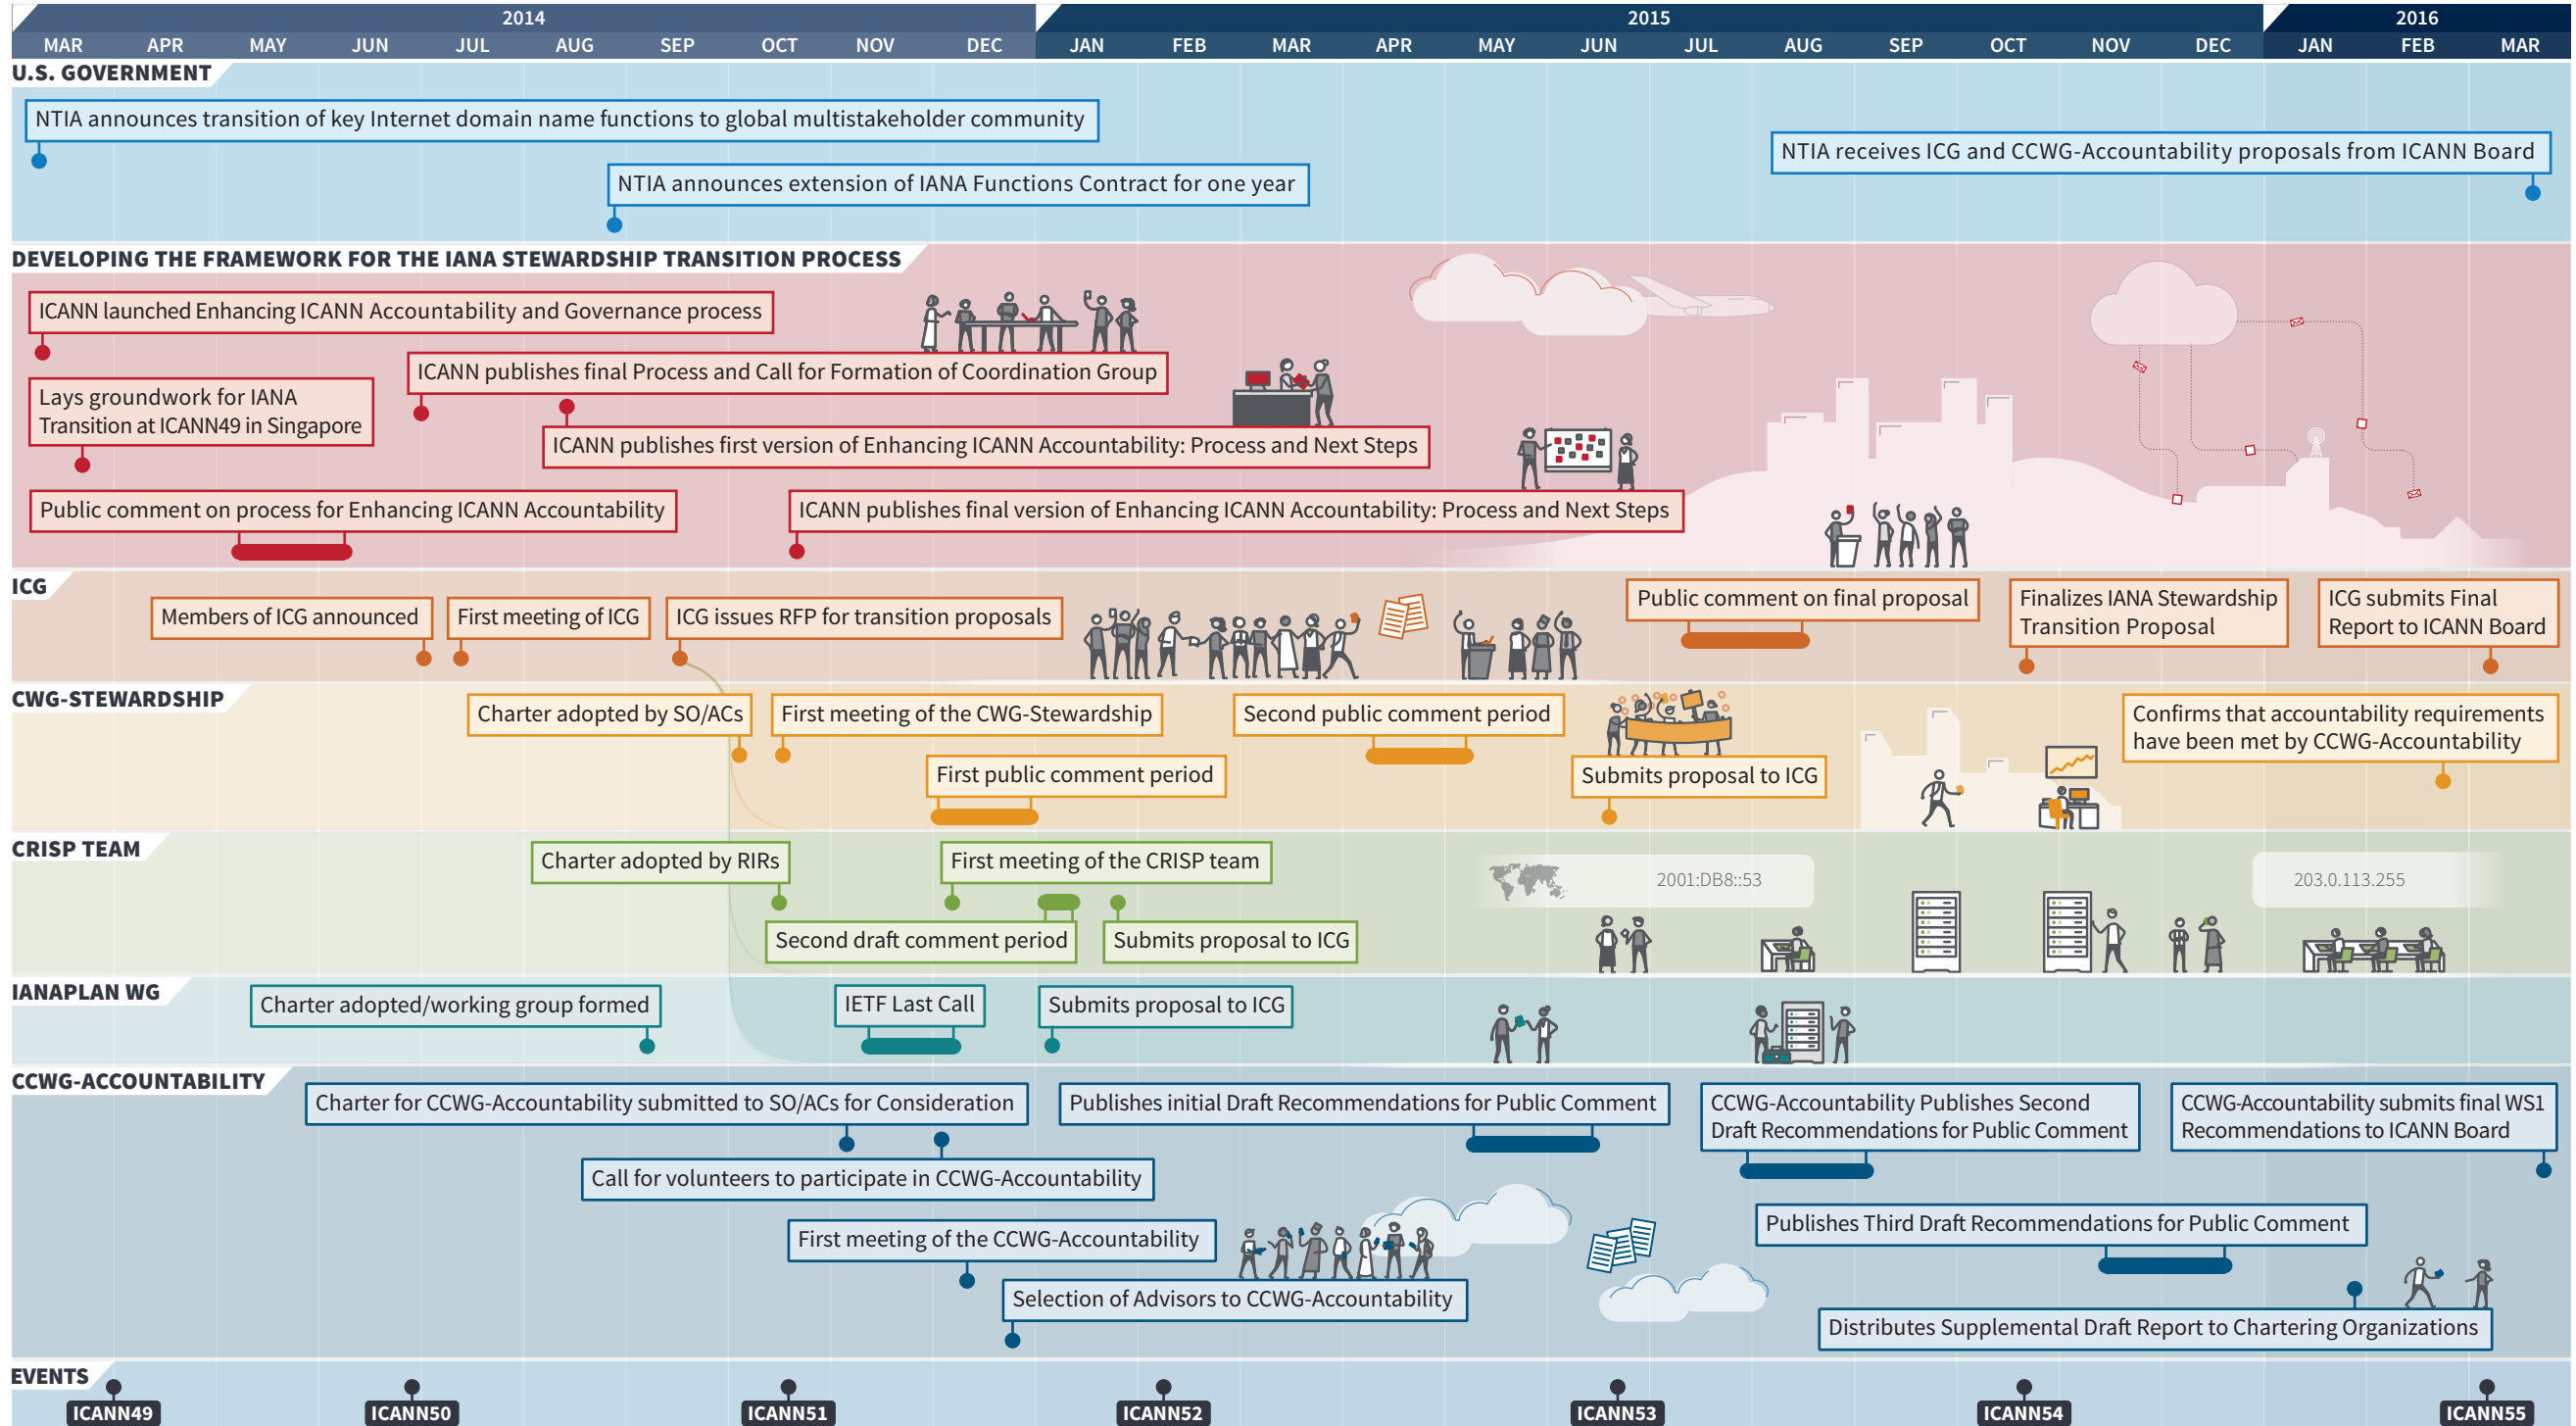 2014
2015
2016
MAR APR MAY JUN JUL AUG SEP OCT NOV DEC JAN FEB MAR APR MAY JUN JUL AUG SEP OCT NOV DEC JAN FEB MAR
U.S. GOVERNMENT
NTIA announces transition of key Internet domain name functions to global multistakeholder community
NTIA receives ICG and CCWG-Accountability proposals from ICANN Board
NTIA announces extension of IANA Functions Contract for one year
DEVELOPING THE FRAMEWORK FOR THE IANA STEWARDSHIP TRANSITION PROCESS
ICANN launched Enhancing ICANN Accountability and Governance process
ICANN publishes final Process and Call for Formation of Coordination Group
Lays groundwork for IANA
Transition at ICANN49 in Singapore
ICANN publishes first version of Enhancing ICANN Accountability: Process and Next Steps
Public comment on process for Enhancing ICANN Accountability
ICANN publishes final version of Enhancing ICANN Accountability: Process and Next Steps
ICG
Members of ICG announced
First meeting of ICG
ICG issues RFP for transition proposals
Public comment on final proposal
Finalizes IANA Stewardship
Transition Proposal
ICG submits Final
Report to ICANN Board
CWG-STEWARDSHIP
Charter adopted by SO/ACs
First meeting of the CWG-Stewardship
Second public comment period
Confirms that accountability requirements
have been met by CCWG-Accountability
First public comment period
Submits proposal to ICG
CRISP TEAM
Charter adopted by RIRs
First meeting of the CRISP team
2001:DB8::53
203.0.113.255
Second draft comment period
Submits proposal to ICG
IANAPLAN WG
Charter adopted/working group formed
IETF Last Call
Submits proposal to ICG
CCWG-ACCOUNTABILITY
Charter for CCWG-Accountability submitted to SO/ACs for Consideration
Publishes initial Draft Recommendations for Public Comment
CCWG-Accountability Publishes Second
Draft Recommendations for Public Comment
CCWG-Accountability submits final WS1
Recommendations to ICANN Board
Call for volunteers to participate in CCWG-Accountability
First meeting of the CCWG-Accountability
Publishes Third Draft Recommendations for Public Comment
Selection of Advisors to CCWG-Accountability
Distributes Supplemental Draft Report to Chartering Organizations
EVENTS
ICANN49
ICANN50
ICANN51
ICANN52
ICANN53
ICANN54
ICANN55